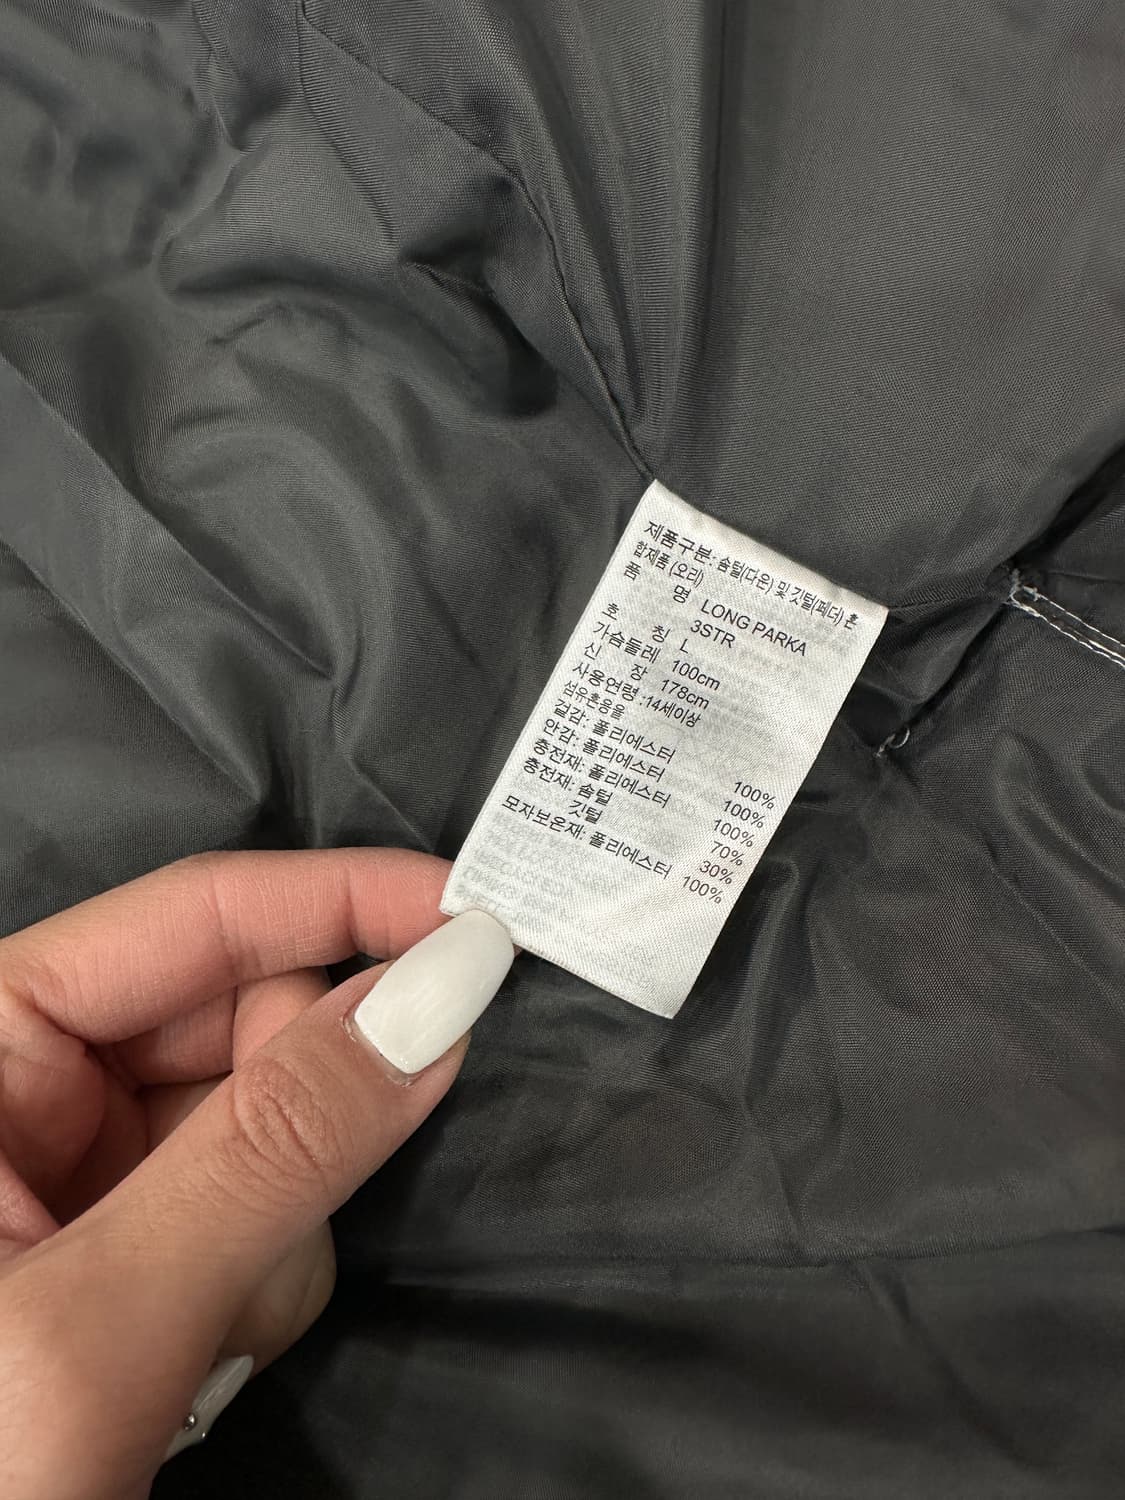 제품구분: 솜털(다운) 및 깃털(페더) 혼
합제품 (오리)
품 명 LONG PARKA
3STR
호 칭 L
가슴둘레 100cm
신 장 178cm
사용연령 :14세이상
섬유혼용율
겉감: 폴리에스터 100%
안감: 폴리에스터 100%
충전재: 폴리에스터 100%
충전재: 솜털 70%
깃털 30%
모자보온재: 폴리에스터 100%